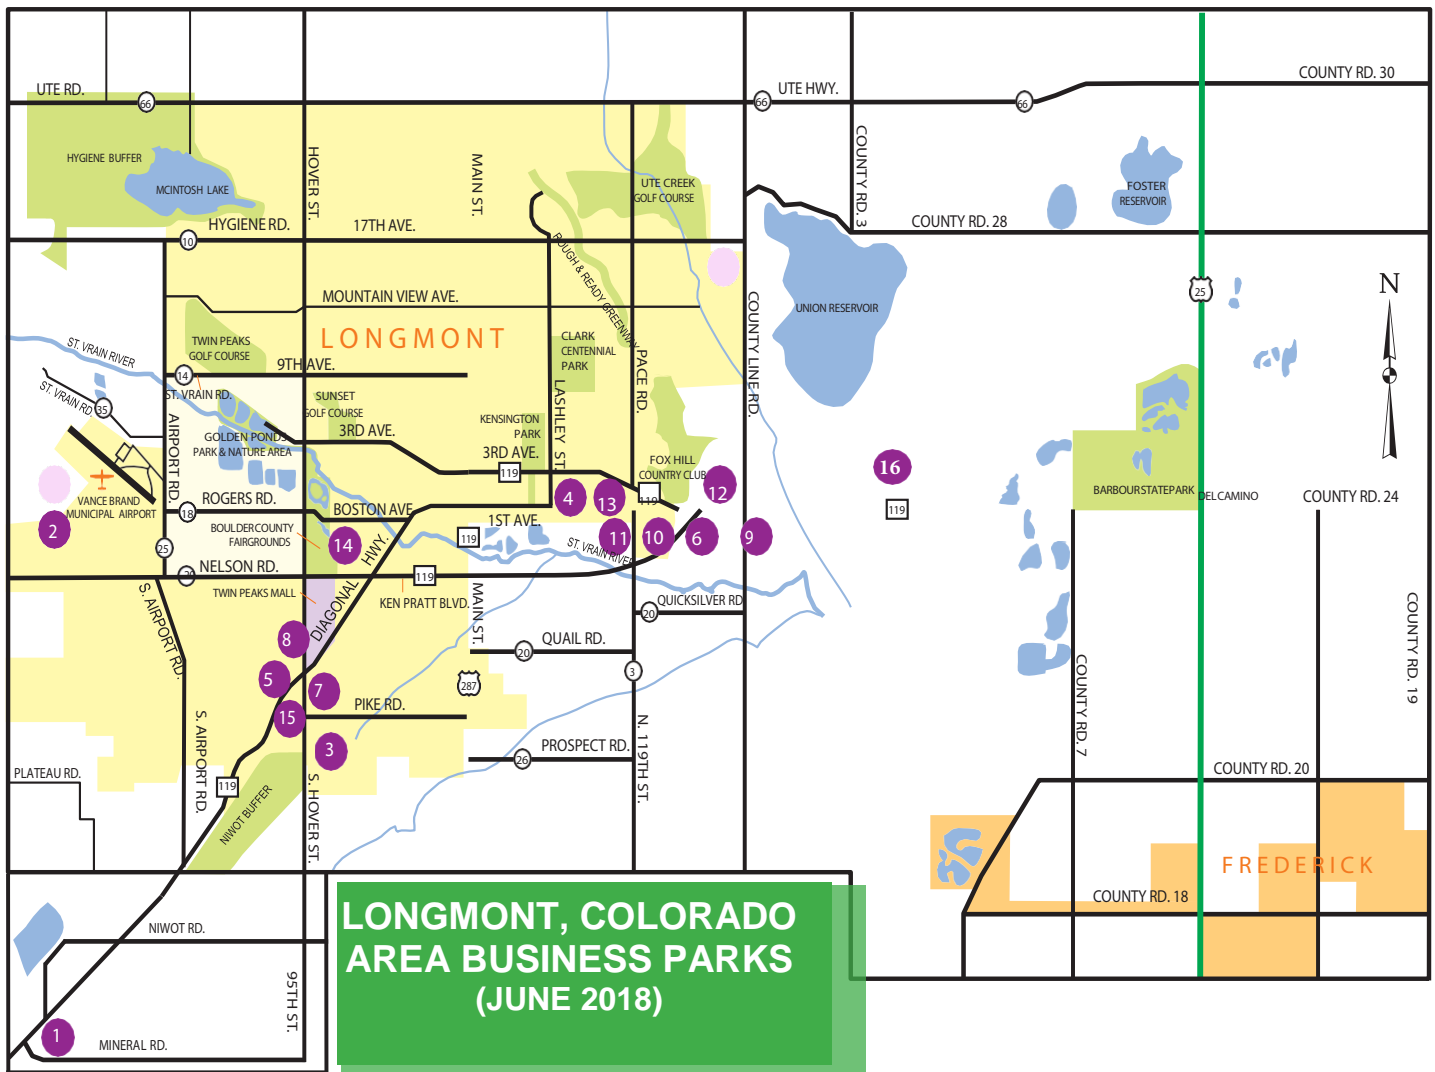 COUNTY RD. 30
UTE RD.
66
66
UTE HWY.
66
HYGIENE BUFFER
MCINTOSH LAKE
HOVER ST.
MAIN ST.
UTE CREEK
GOLF COURSE
COUNTY RD. 3
FOSTER
RESERVOIR
HYGIENE RD.
10
17TH AVE.
COUNTY RD. 28
ROUGH & READY GREENWAY
25
N
MOUNTAIN VIEW AVE.
UNION RESERVOIR
COUNTY LINE RD.
LONGMONT
TWIN PEAKS
GOLF COURSE
CLARK
CENTENNIAL
PARK
ST. VRAIN RIVER
9TH AVE.
14
ST. VRAIN RD.
PACE RD.
LASHLEY ST.
ST. VRAIN RD
35
SUNSET
GOLF COURSE
AIRPORT RD.
KENSINGTON
PARK
3RD AVE.
GOLDEN PONDS
PARK & NATURE AREA
3RD AVE.
119
FOX HILL
COUNTRY CLUB
16
119
VANCE BRAND
MUNICIPAL AIRPORT
ROGERS RD.
18
BOSTON AVE
4
13
119
12
BARBOUR STATE PARK
DEL CAMINO
COUNTY RD. 24
2
BOULDER COUNTY
FAIRGROUNDS
14
HWY.
DIAGONAL
1ST AVE.
119
ST. VRAIN RIVER
11
10
6
9
25
NELSON RD.
20
119
TWIN PEAKS MALL
KEN PRATT BLVD.
S. AIRPORT RD.
MAIN ST.
QUICKSILVER RD
20
COUNTY RD. 19
8
QUAIL RD.
20
5
7
287
3
COUNTY RD. 7
15
PIKE RD.
S. AIRPORT RD.
3
PROSPECT RD.
26
N. 119TH ST.
PLATEAU RD.
119
NIWOT BUFFER
S. HOVER ST.
COUNTY RD. 20
FREDERICK
COUNTY RD. 18
LONGMONT, COLORADO
AREA BUSINESS PARKS
(JUNE 2018)
NIWOT RD.
95TH ST.
1
MINERAL RD.